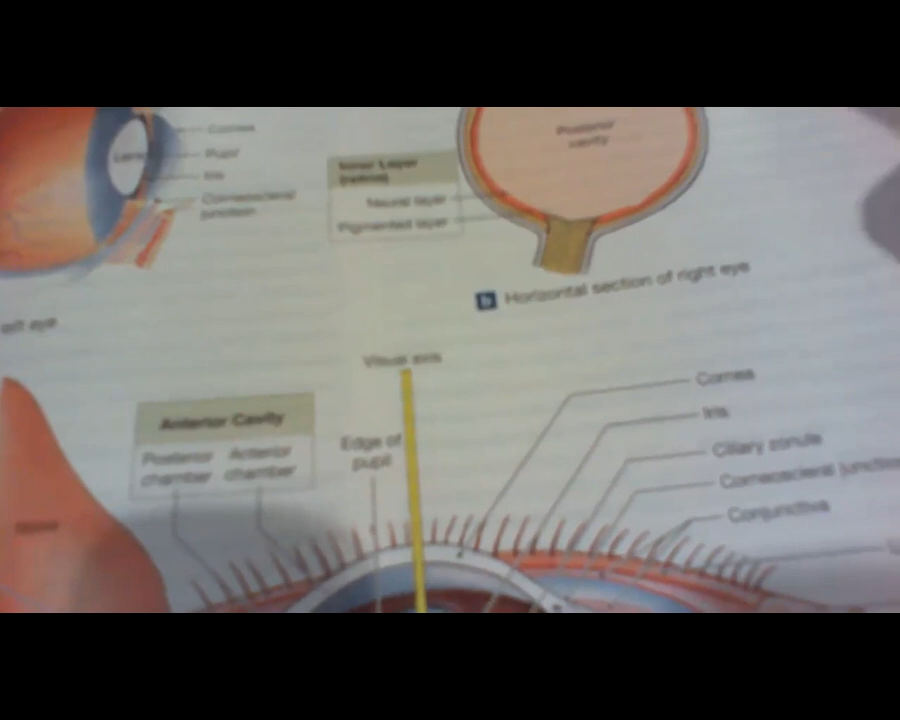 Cornea
Pupil
Iris
Lens
Corneoscleral
junction
Posterior
cavity
Inner Layer
(retina)
Neural layer
Pigmented layer
b Horizontal section of right eye
eye
Visual axis
Anterior Cavity
Posterior
chamber
Anterior
chamber
Edge of
pupil
Cornea
Iris
Ciliary zonule
Corneoscleral junction
Conjunctiva